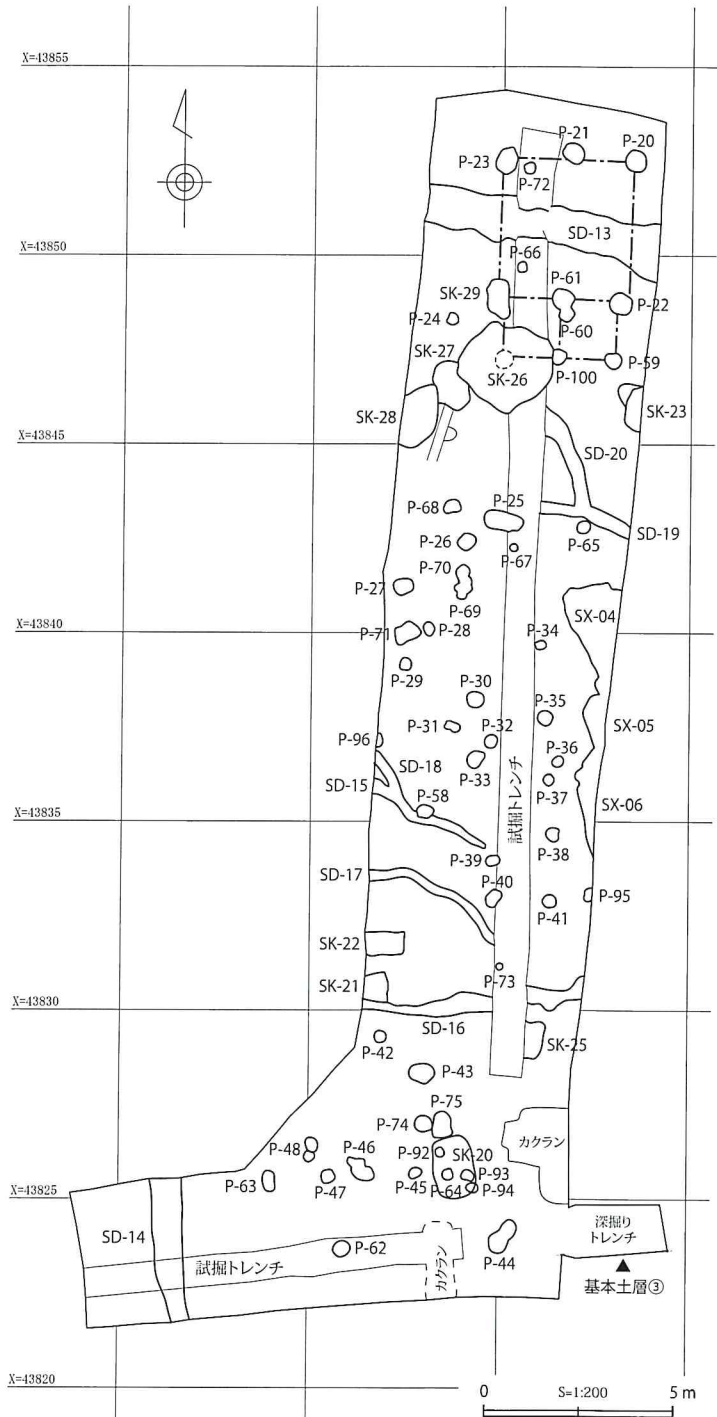 X=43855
P-21
P-20
P-23
P-72
SD-13
X=43850
P-66
SK-29
P-61
P-22
P-24
P-60
SK-27
P-59
SK-26
P-100
SK-28
SK-23
X=43845
SD-20
P-68
P-25
P-26
P-65
SD-19
P-67
P-70
P-27
P-69
SX-04
X=43840
P-71
P-28
P-34
P-29
P-30
P-35
P-31
P-32
SX-05
P-96
P-36
SD-18
P-33
試掘トレンチ
SD-15
P-37
P-58
SX-06
X=43835
P-38
P-39
SD-17
P-40
P-95
P-41
SK-22
P-73
SK-21
X=43830
SD-16
P-42
SK-25
P-43
P-75
P-74
カクラン
P-48
P-46
P-92
SK-20
P-63
P-47
P-45
P-64
P-93
P-94
X=43825
SD-14
P-62
試掘トレンチ
カクラン
P-44
深掘り
トレンチ
▲
基本土層③
X=43820
0
S=1:200
5 m